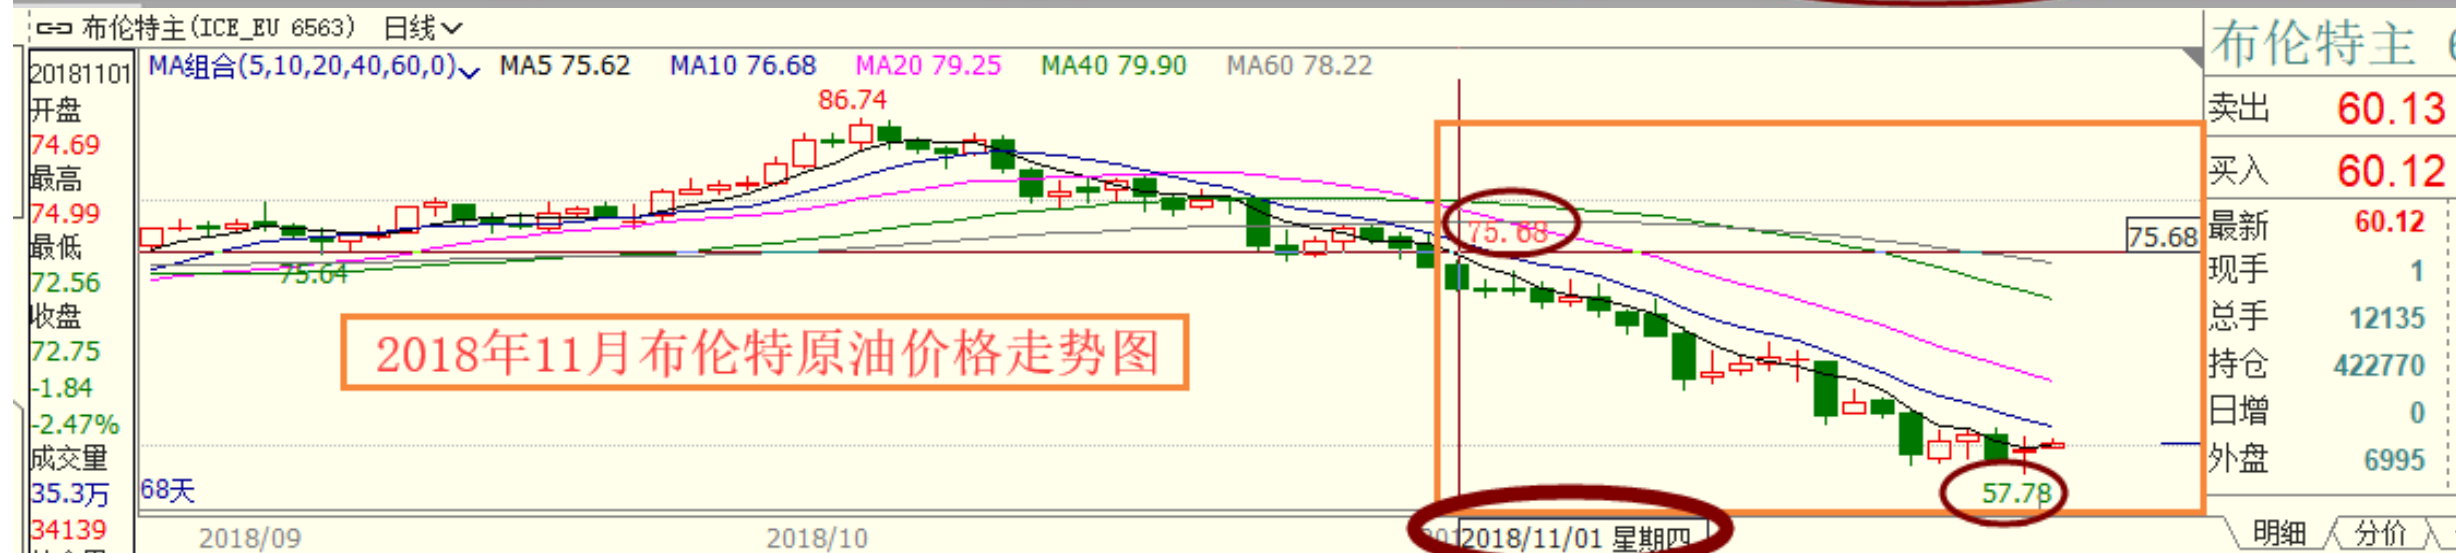 布伦特主(ICE_EU 6563) 日线
MA组合(5,10,20,40,60,0) MA5 75.62 MA10 76.68 MA20 79.25 MA40 79.90 MA60 78.22
20181101
开盘
74.69
最高
74.99
最低
72.56
收盘
72.75
-1.84
-2.47%
成交量
35.3万
34139
86.74
75.64
75.68
75.68
2018年11月布伦特原油价格走势图
57.78
68天
2018/09 2018/10 2018/11/01 星期四
布伦特主
卖出 60.13
买入 60.12
最新 60.12
现手 1
总手 12135
持仓 422770
日增 0
外盘 6995
明细 分价